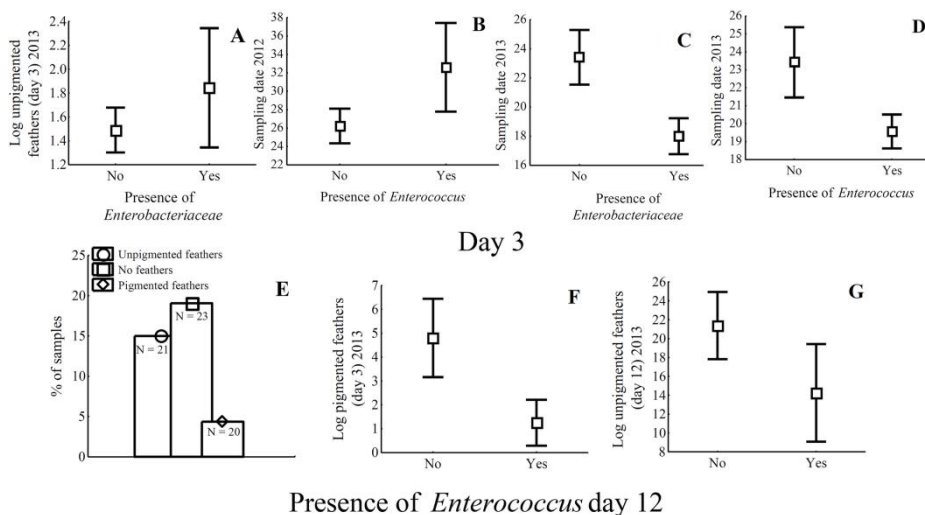 A
Log unpigmented
feathers (day 3) 2013
2.4
2.2
2.0
1.8
1.6
1.4
1.2
No
Yes
Presence of
Enterobacteriaceae
B
Sampling date 2012
38
36
34
32
30
28
26
24
22
No
Yes
Presence of Enterococcus
C
Sampling date 2013
26
24
22
20
18
16
No
Yes
Presence of
Enterobacteriaceae
D
Sampling date 2013
26
25
24
23
22
21
20
19
18
No
Yes
Presence of Enterococcus
Day 3
E
Unpigmented feathers
No feathers
Pigmented feathers
% of samples
25
20
15
10
5
0
N = 21
N = 23
N = 20
F
Log pigmented feathers
(day 3) 2013
7
6
5
4
3
2
1
0
No
Yes
G
Log unpigmented feathers
(day 12) 2013
26
24
22
20
18
16
14
12
10
8
No
Yes
Presence of Enterococcus day 12